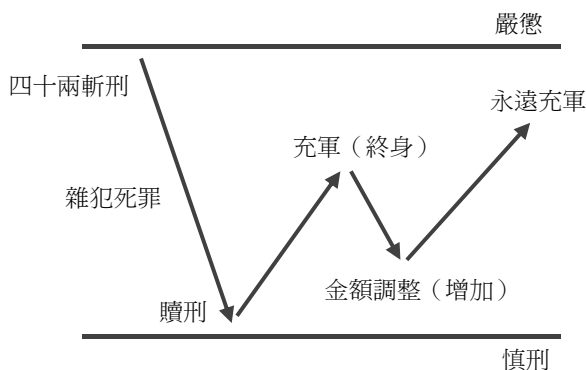 嚴懲
四十兩斬刑
永遠充軍
充軍（終身）
雜犯死罪
金額調整（增加）
贖刑
慎刑